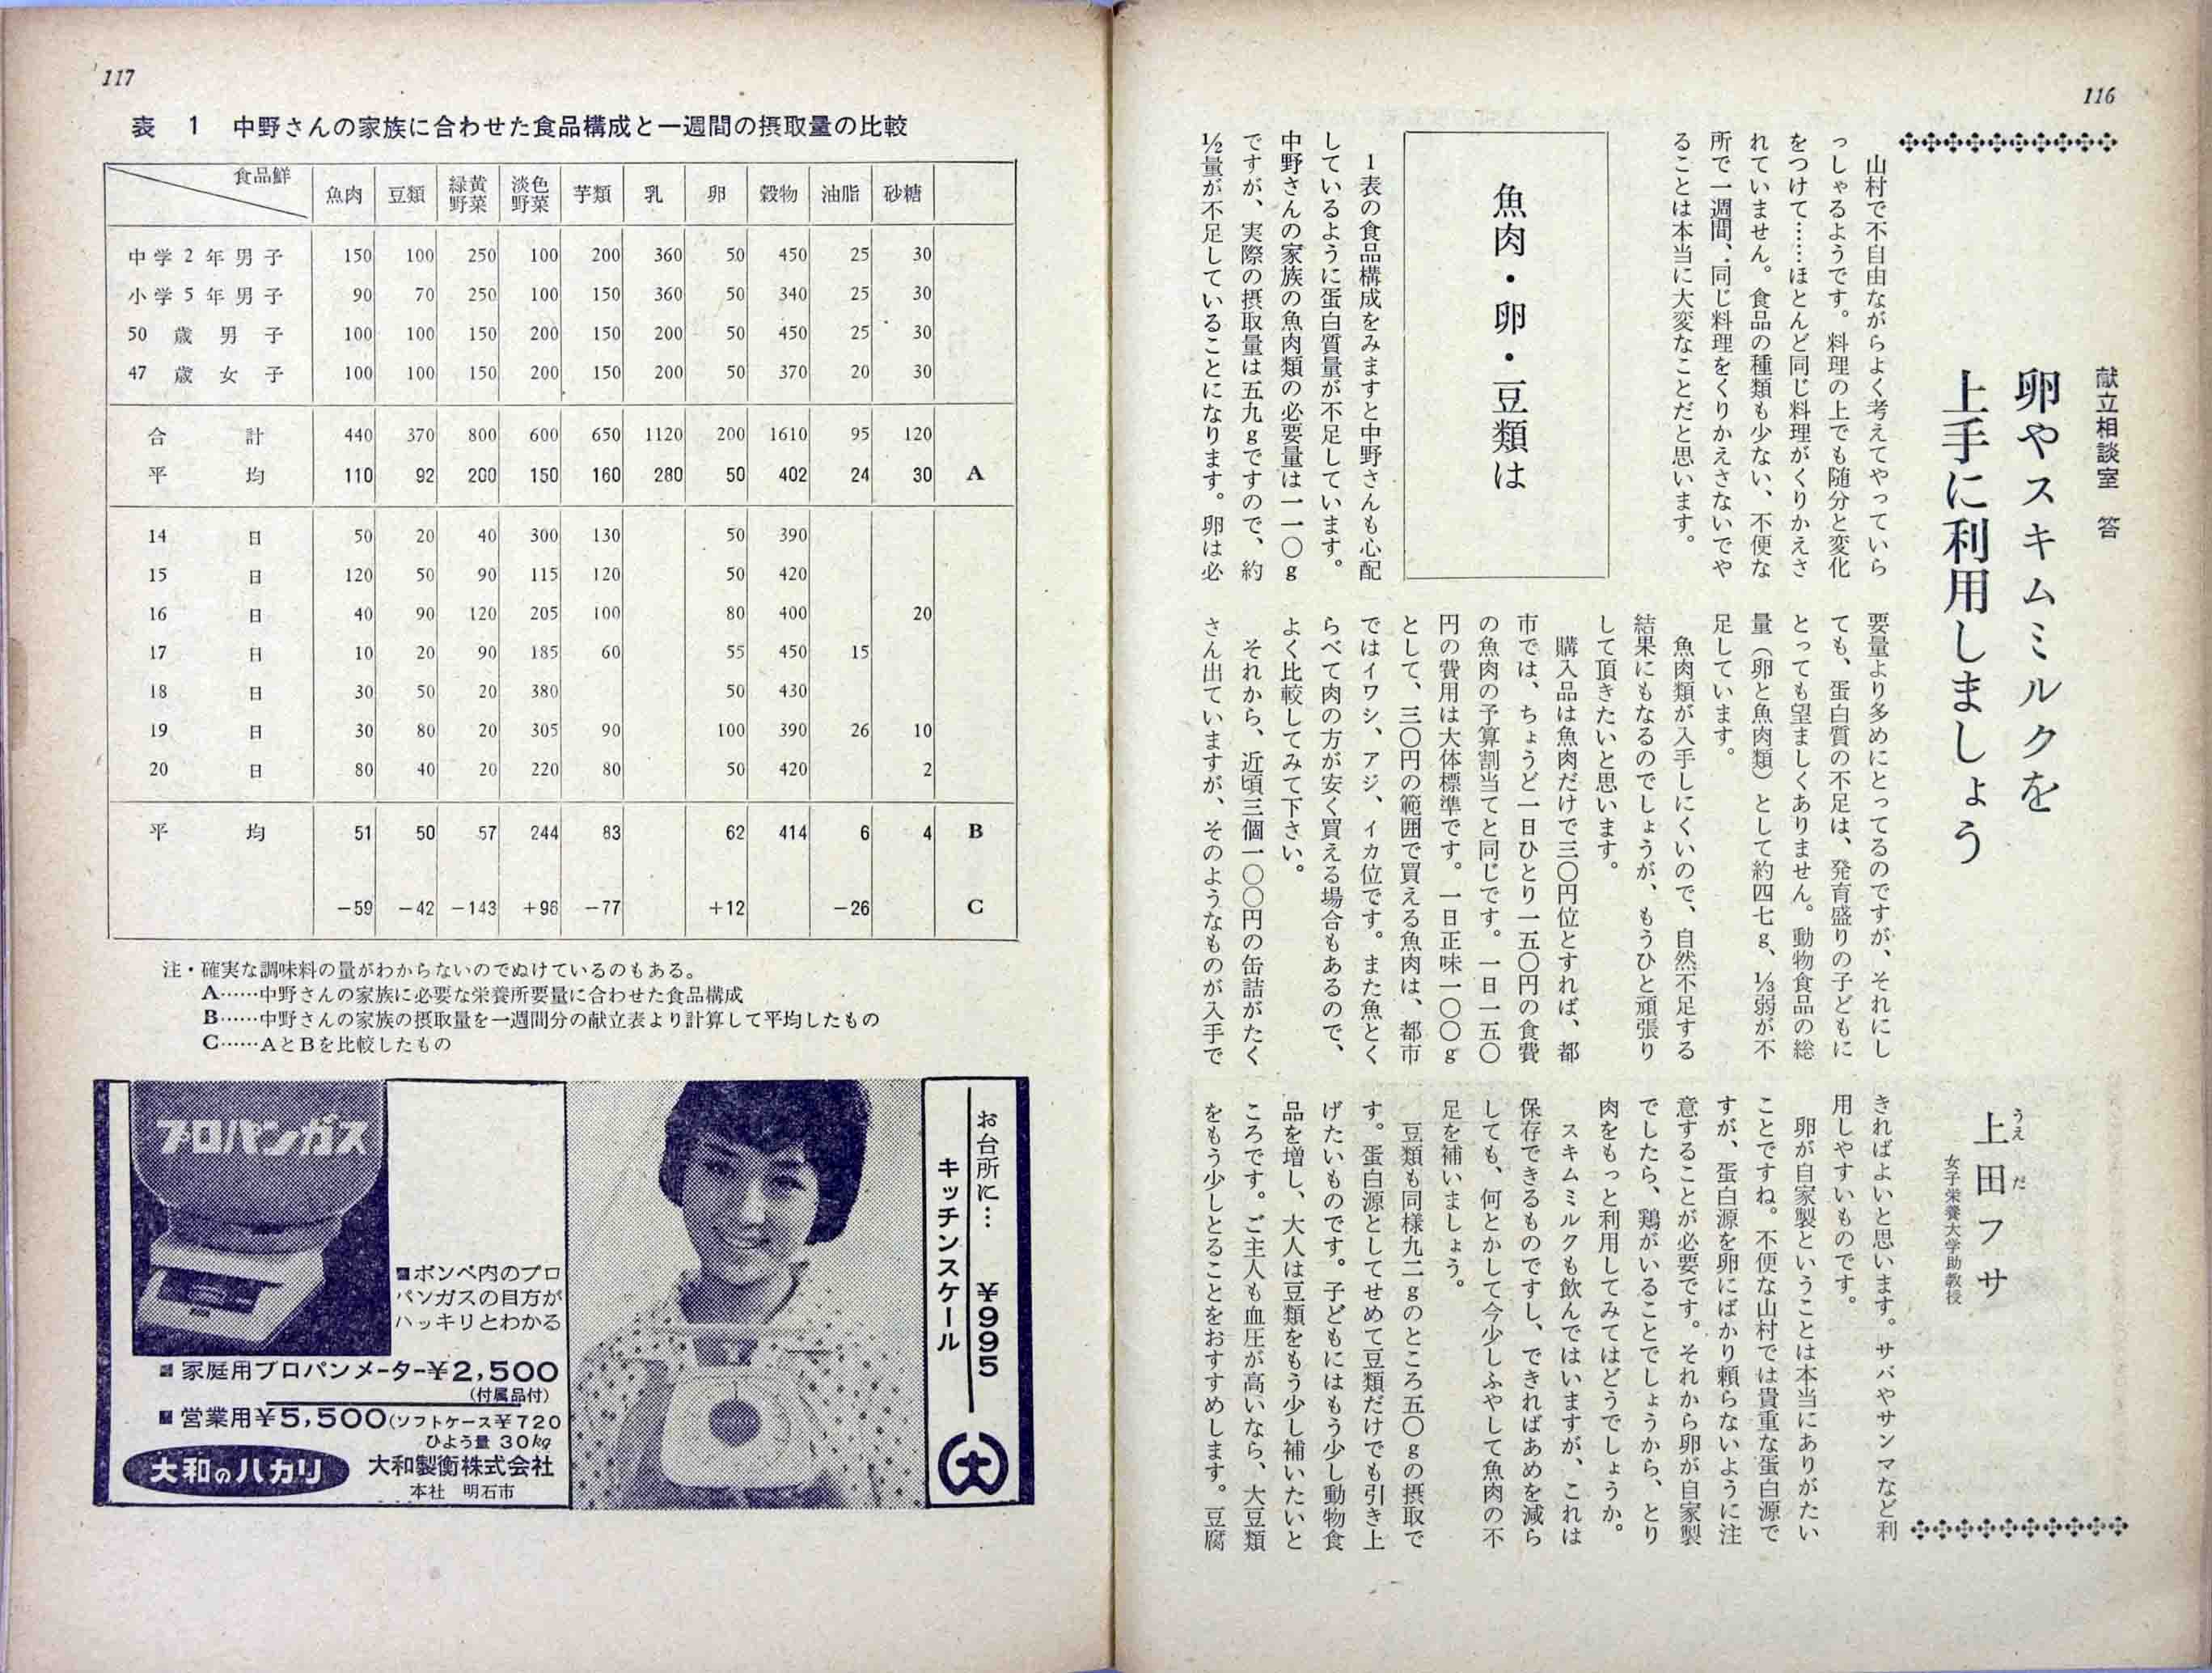 116
献立相談室 答
卵やスキムミルクを
上手に利用しましょう
上田フサ
うえ だ
女子栄養大学助教授
山村で不自由ながらよく考えてやっていら
っしゃるようです。料理の上でも随分と変化
をつけて……ほとんど同じ料理がくりかえさ
れていません。食品の種類も少ない、不便な
所で一週間、同じ料理をくりかえさないでや
ることは本当に大変なことだと思います。
魚肉・卵・豆類は
1表の食品構成をみますと中野さんも心配
しているように蛋白質量が不足しています。
中野さんの家族の魚肉類の必要量は一一〇g
ですが、実際の摂取量は五九gですので、約
½量が不足していることになります。卵は必
要量より多めにとってるのですが、それにし
ても、蛋白質の不足は、発育盛りの子どもに
とっても望ましくありません。動物食品の総
量（卵と魚肉類）として約四七g、⅓弱が不
足しています。
魚肉類が入手しにくいので、自然不足する
結果にもなるのでしょうが、もうひと頑張り
して頂きたいと思います。
購入品は魚肉だけで三〇円位とすれば、都
市では、ちょうど一日ひとり一五〇円の食費
の魚肉の予算割当てと同じです。一日一五〇
円の費用は大体標準です。一日正味一〇〇g
として、三〇円の範囲で買える魚肉は、都市
ではイワシ、アジ、イカ位です。また魚とく
らべて肉の方が安く買える場合もあるので、
よく比較してみて下さい。
それから、近頃三個一〇〇円の缶詰がたく
さん出ていますが、そのようなものが入手で
きればよいと思います。サバやサンマなど利
用しやすいものです。
卵が自家製ということは本当にありがたい
ことですね。不便な山村では貴重な蛋白源で
すが、蛋白源を卵にばかり頼らないように注
意することが必要です。それから卵が自家製
でしたら、鶏がいることでしょうから、とり
肉をもっと利用してみてはどうでしょうか。
スキムミルクも飲んではいますが、これは
保存できるものですし、できればあめを減ら
しても、何とかして今少しふやして魚肉の不
足を補いましょう。
豆類も同様九二gのところ五〇gの摂取で
す。蛋白源としてせめて豆類だけでも引き上
げたいものです。子どもにはもう少し動物食
品を増し、大人は豆類をもう少し補いたいと
ころです。ご主人も血圧が高いなら、大豆類
をもう少しとることをおすすめします。豆腐
117
表 1 中野さんの家族に合わせた食品構成と一週間の摂取量の比較
食品鮮 魚肉 豆類 緑黄野菜 淡色野菜 芋類 乳 卵 穀物 油脂 砂糖
中学2年男子 150 100 250 100 200 360 50 450 25 30
小学5年男子 90 70 250 100 150 360 50 340 25 30
50歳男子 100 100 150 200 150 200 50 450 25 30
47歳女子 100 100 150 200 150 200 50 370 20 30
合計 440 370 800 600 650 1120 200 1610 95 120
平均 110 92 200 150 160 280 50 402 24 30 A
14日 50 20 40 300 130 50 390
15日 120 50 90 115 120 50 420
16日 40 90 120 205 100 80 400 20
17日 10 20 90 185 60 55 450 15
18日 30 50 20 380 50 430
19日 30 80 20 305 90 100 390 26 10
20日 80 40 20 220 80 50 420 2
平均 51 50 57 244 83 62 414 6 4 B
−59 −42 −143 +96 −77 +12 −26 C
注・確実な調味料の量がわからないのでぬけているのもある。
A……中野さんの家族に必要な栄養所要量に合わせた食品構成
B……中野さんの家族の摂取量を一週間分の献立表より計算して平均したもの
C……AとBを比較したもの
お台所に… ¥995
キッチンスケール
大
プロパンガス
■ボンベ内のプロ
パンガスの目方が
ハッキリとわかる
■家庭用プロパンメーター¥2,500
(付属品付)
■営業用¥5,500(ソフトケース¥720
ひよう量 30kg
大和のハカリ
大和製衡株式会社
本社 明石市